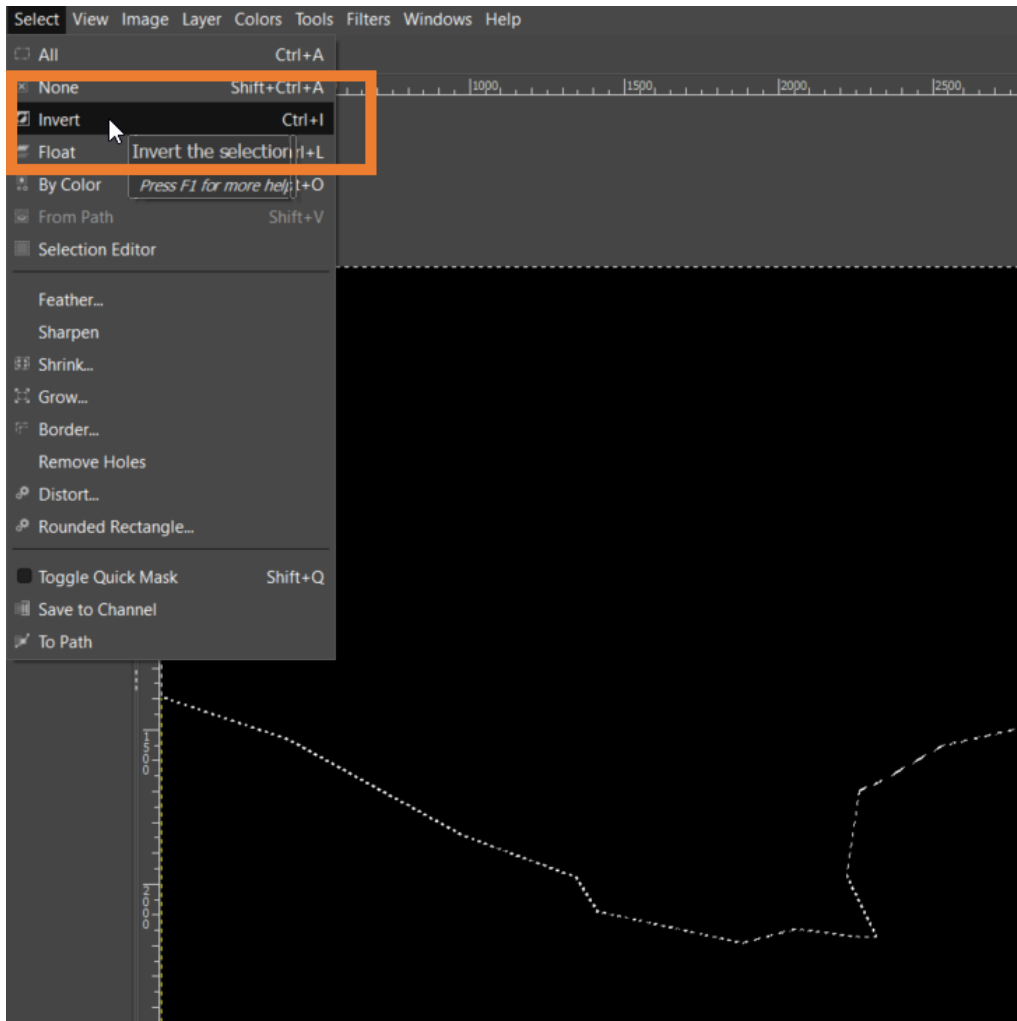 Select View Image Layer Colors Tools Filters Windows Help
All Ctrl+A
None Shift+Ctrl+A
1000 1500 2000 2500
Invert Ctrl+I
Float Invert the selection rl+L
By Color Press F1 for more help t+O
From Path Shift+V
Selection Editor
Feather...
Sharpen
Shrink...
Grow...
Border...
Remove Holes
Distort...
Rounded Rectangle...
Toggle Quick Mask Shift+Q
Save to Channel
To Path
1500
2000